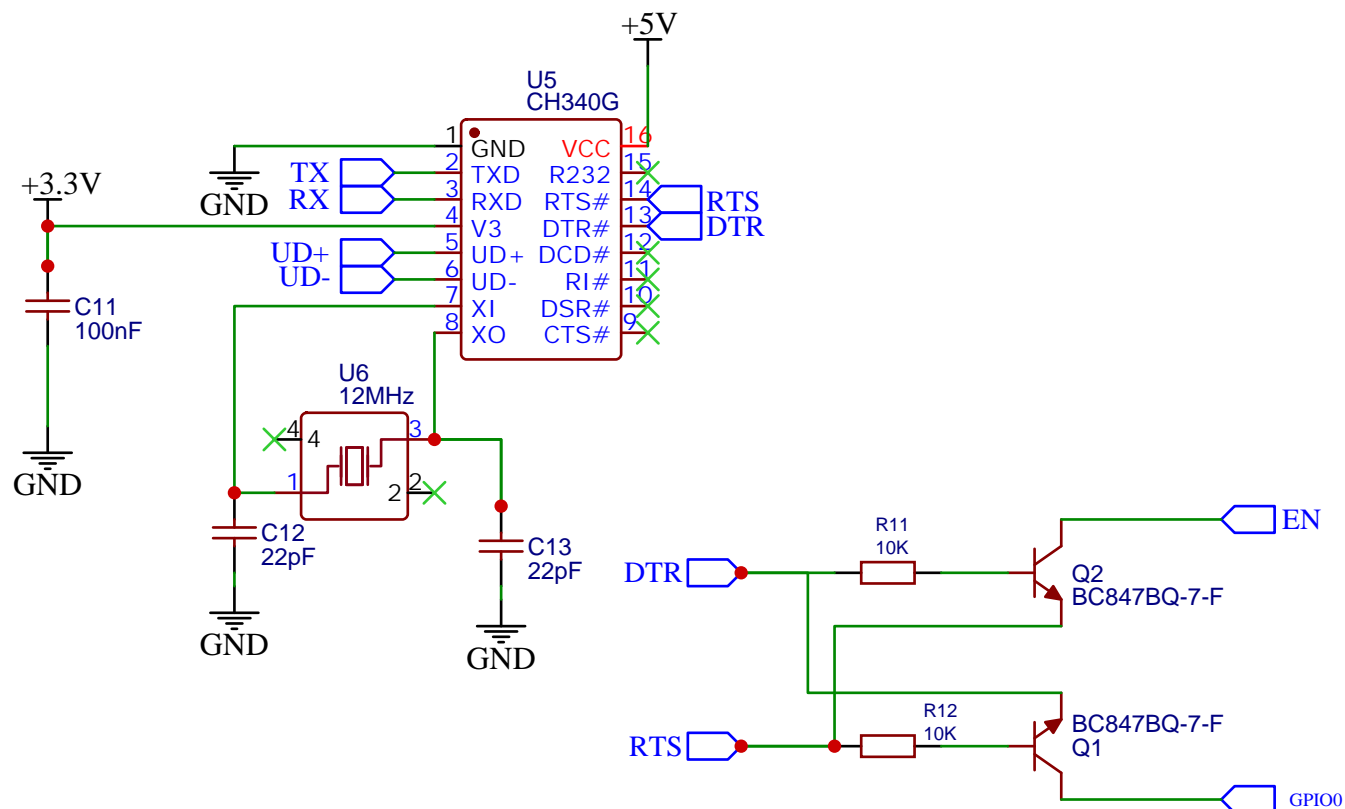 +5V
U5
CH340G
1 GND VCC 16
TX 2 TXD R232 15
RX 3 RXD RTS# 14 RTS
+3.3V 4 V3 DTR# 13 DTR
GND
UD+ 5 UD+ DCD# 12
UD- 6 UD- RI# 11
7 XI DSR# 10
8 XO CTS# 9
C11
100nF
GND
U6
12MHz
4 4 3
1 2 2
C12
22pF
GND
C13
22pF
GND
R11
10K
EN
DTR
Q2
BC847BQ-7-F
R12
10K
RTS
BC847BQ-7-F
Q1
GPIO0